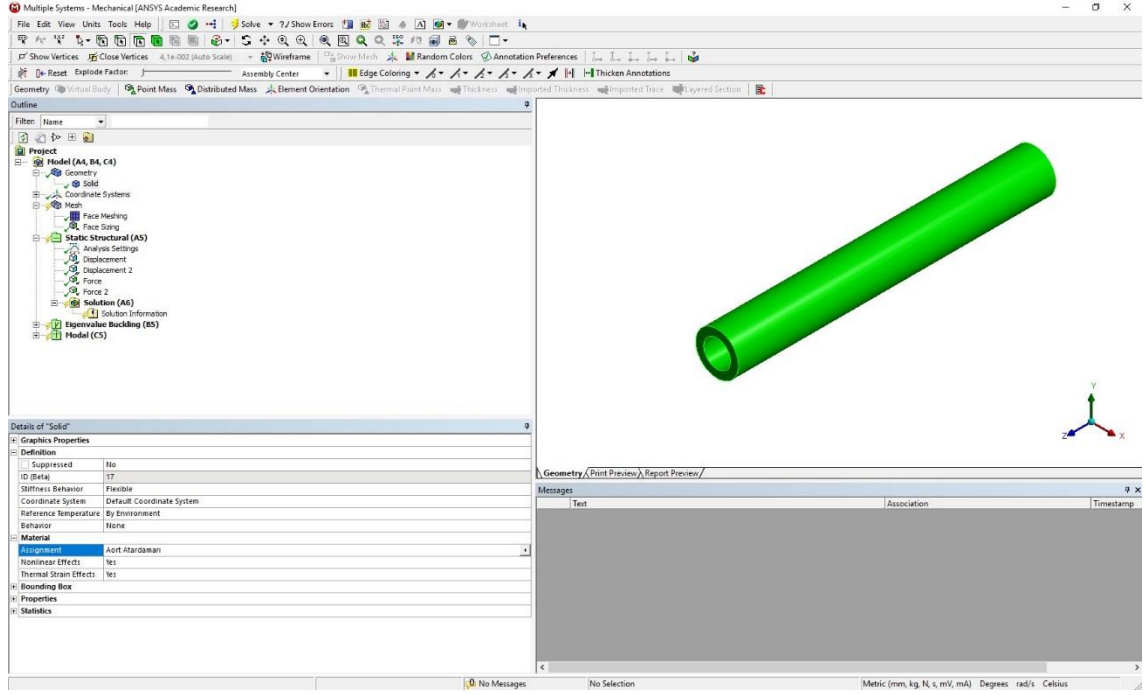 Multiple Systems - Mechanical [ANSYS Academic Research]
File Edit View Units Tools Help Solve ?/ Show Errors Worksheet
Show Vertices Close Vertices 4,1e-002 (Auto Scale) Wireframe Show Mesh Random Colors Annotation Preferences
Reset Explode Factor: Assembly Center Edge Coloring Thicken Annotations
Geometry Virtual Body Point Mass Distributed Mass Element Orientation Thermal Point Mass Thickness Imported Thickness Imported Trace Layered Section
Outline
Filter: Name
Project
Model (A4, B4, C4)
Geometry
Solid
Coordinate Systems
Mesh
Face Meshing
Face Sizing
Static Structural (A5)
Analysis Settings
Displacement
Displacement 2
Force
Force 2
Solution (A6)
Solution Information
Eigenvalue Buckling (B5)
Modal (C5)
Details of "Solid"
Graphics Properties
Definition
Suppressed No
ID (Beta) 17
Stiffness Behavior Flexible
Coordinate System Default Coordinate System
Reference Temperature By Environment
Behavior None
Material
Assignment Aort Atardamarı
Nonlinear Effects Yes
Thermal Strain Effects Yes
Bounding Box
Properties
Statistics
Y
Z X
Geometry Print Preview Report Preview
Messages
Text Association Timestamp
No Messages No Selection Metric (mm, kg, N, s, mV, mA) Degrees rad/s Celsius